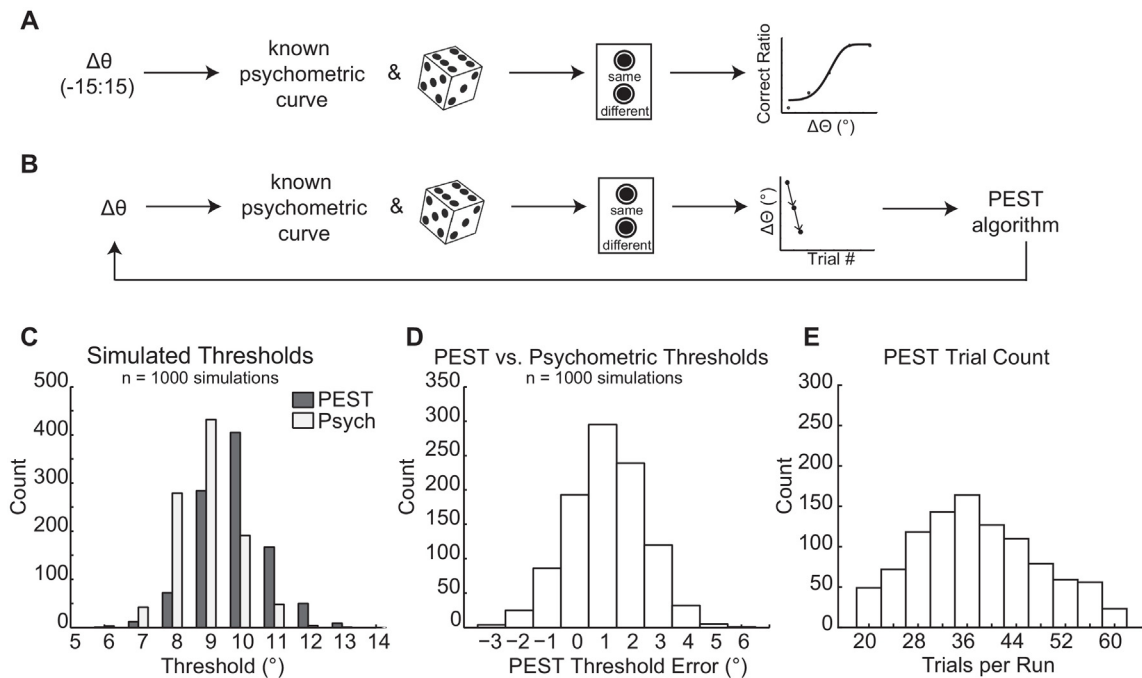 A
Δθ
(-15:15)
known
psychometric
curve
&
same
different
Correct Ratio
ΔΘ (°)
B
Δθ
known
psychometric
curve
&
same
different
ΔΘ (°)
Trial #
PEST
algorithm
C
Simulated Thresholds
n = 1000 simulations
500
400
300
200
100
0
Count
PEST
Psych
5 6 7 8 9 10 11 12 13 14
Threshold (°)
D
PEST vs. Psychometric Thresholds
n = 1000 simulations
350
300
250
200
150
100
50
0
Count
−3 −2 −1 0 1 2 3 4 5 6
PEST Threshold Error (°)
E
PEST Trial Count
300
250
200
150
100
50
0
Count
20 28 36 44 52 60
Trials per Run